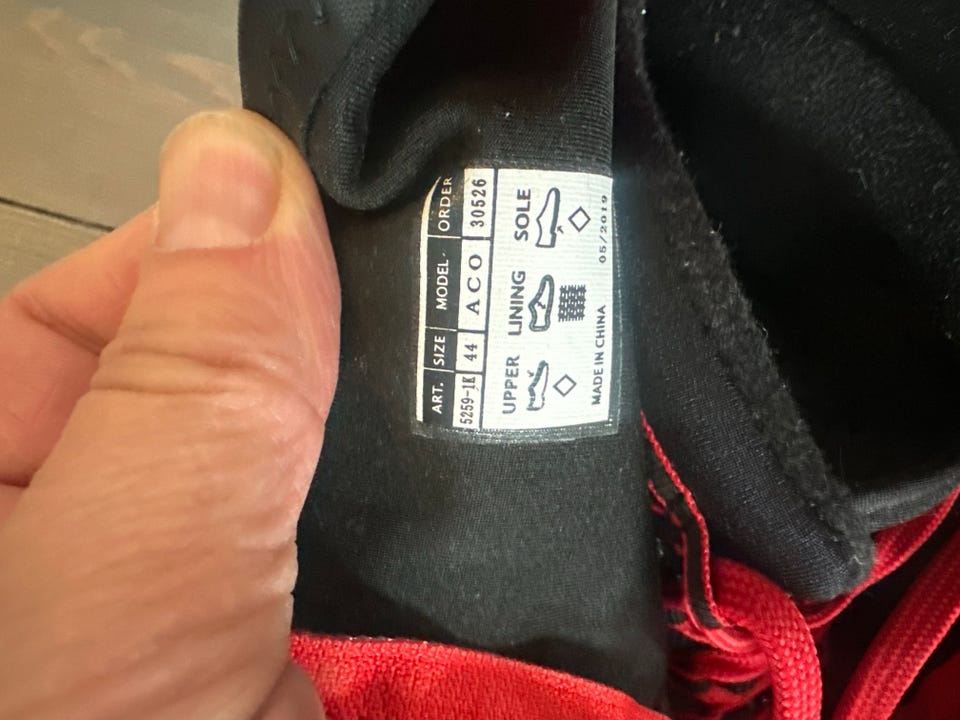 ART. SIZE MODEL· ORDER
5259-1K 44 ACO 30526
UPPER LINING SOLE
MADE IN CHINA 05/2019